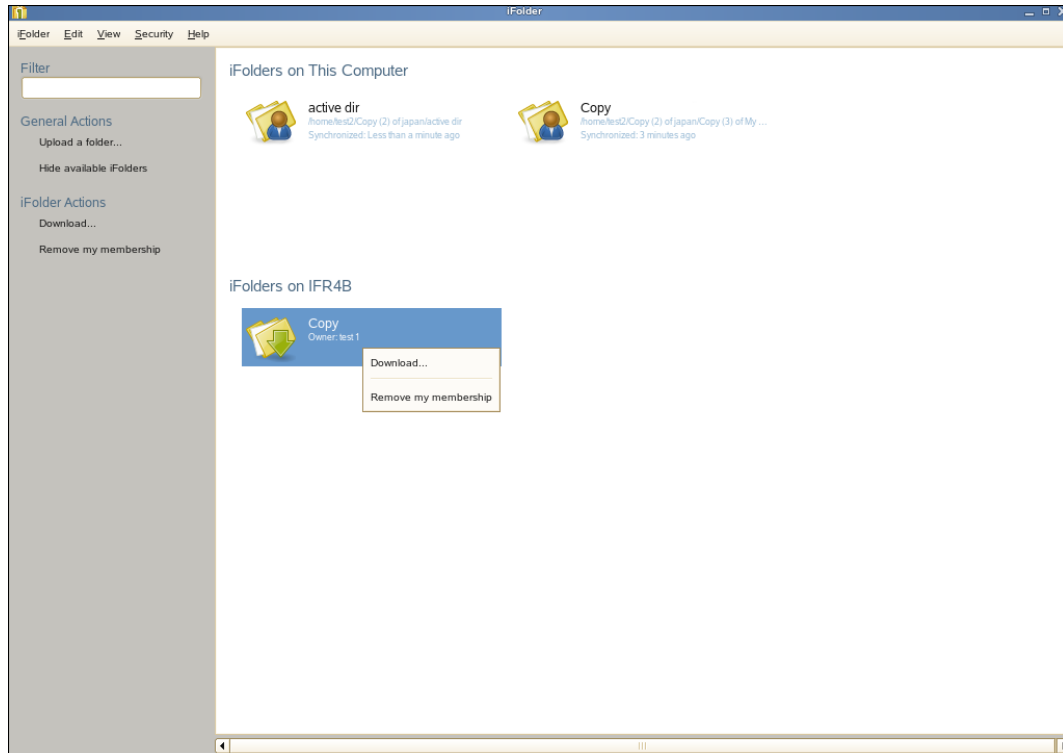 iFolder
iFolder Edit View Security Help
Filter
General Actions
Upload a folder...
Hide available iFolders
iFolder Actions
Download...
Remove my membership
iFolders on This Computer
active dir
/home/test2/Copy (2) of japan/active dir
Synchronized: Less than a minute ago
Copy
/home/test2/Copy (2) of japan/Copy (3) of My ...
Synchronized: 3 minutes ago
iFolders on IFR4B
Copy
Owner: test 1
Download...
Remove my membership